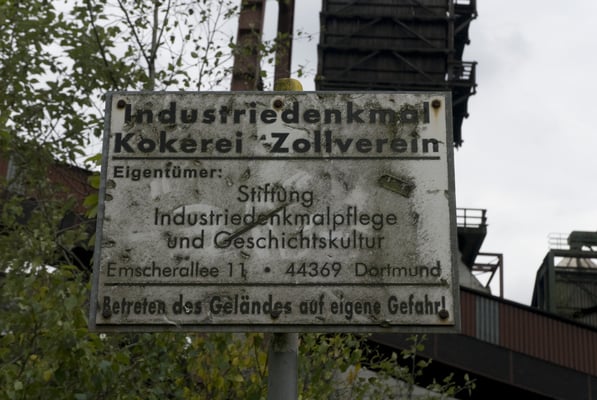 Industriedenkmal
Kokerei Zollverein
Eigentümer:
Stiftung
Industriedenkmalpflege
und Geschichtskultur
Emscherallee 11 • 44369 Dortmund
Betreten des Geländes auf eigene Gefahr!